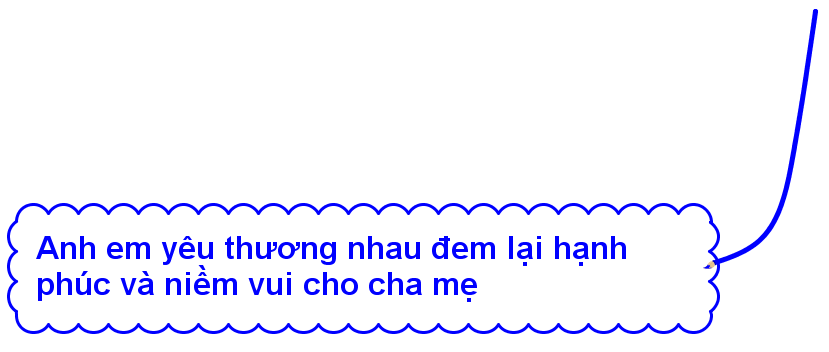 Anh em yêu thương nhau đem lại hạnh
phúc và niềm vui cho cha mẹ